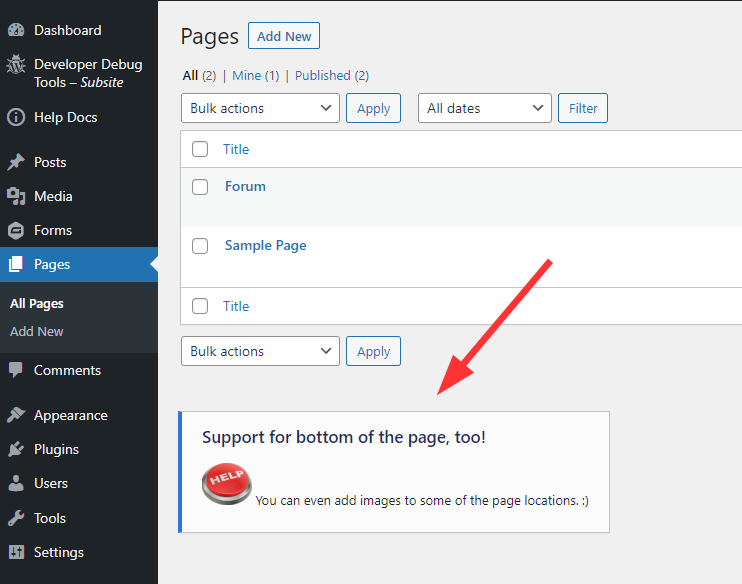 Dashboard
Developer Debug
Tools – Subsite
Help Docs
Posts
Media
Forms
Pages
All Pages
Add New
Comments
Appearance
Plugins
Users
Tools
Settings
Pages Add New
All (2) | Mine (1) | Published (2)
Bulk actions Apply All dates Filter
Title
Forum
Sample Page
Title
Bulk actions Apply
Support for bottom of the page, too!
HELP
You can even add images to some of the page locations. :)